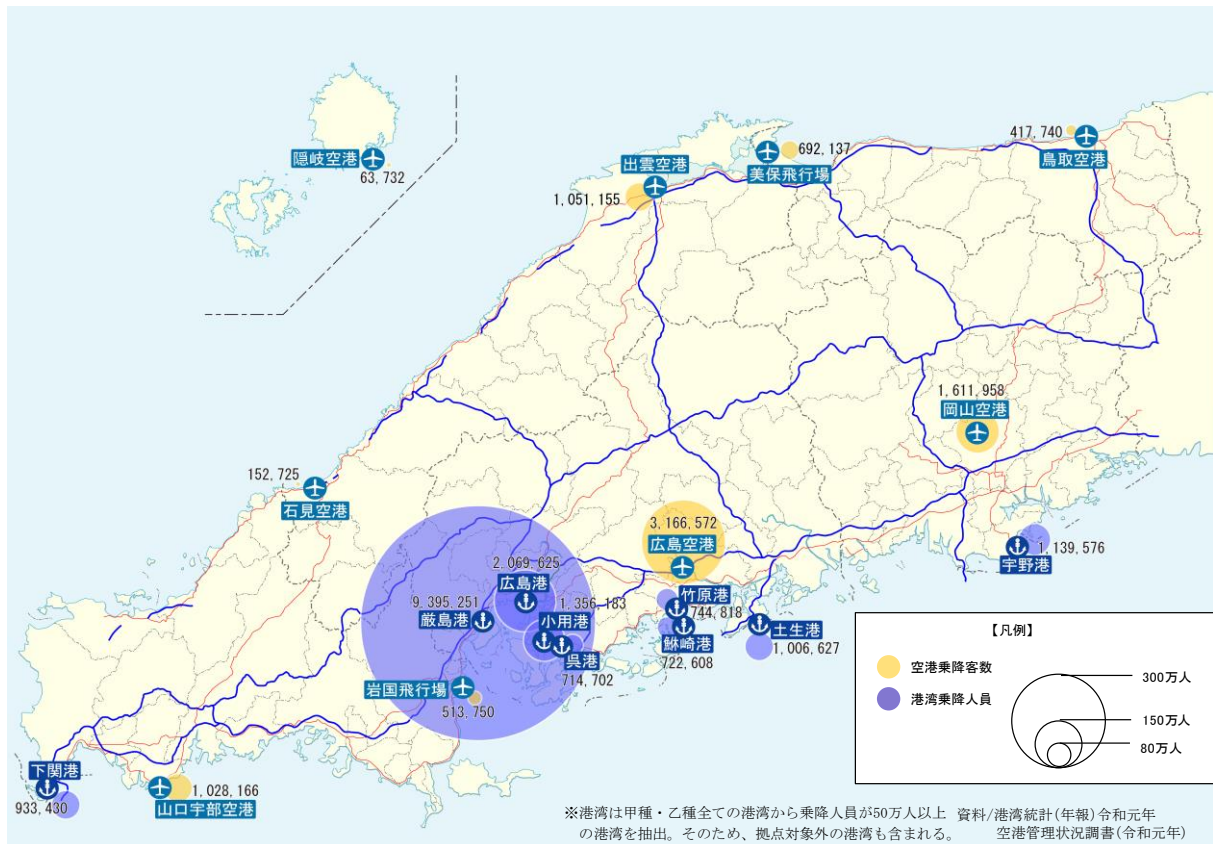 隠岐空港
63,732
出雲空港
1,051,155
692,137
美保飛行場
417,740
鳥取空港
1,611,958
岡山空港
152,725
石見空港
3,166,572
広島空港
2,069,625
広島港
9,395,251
厳島港
1,356,183
小用港
呉港
714,702
竹原港
744,818
鮴崎港
722,608
土生港
1,006,627
宇野港
1,139,576
岩国飛行場
513,750
下関港
933,430
1,028,166
山口宇部空港
【凡例】
空港乗降客数
港湾乗降人員
300万人
150万人
80万人
※港湾は甲種・乙種全ての港湾から乗降人員が50万人以上
の港湾を抽出。そのため、拠点対象外の港湾も含まれる。
資料/港湾統計(年報)令和元年
空港管理状況調書(令和元年)